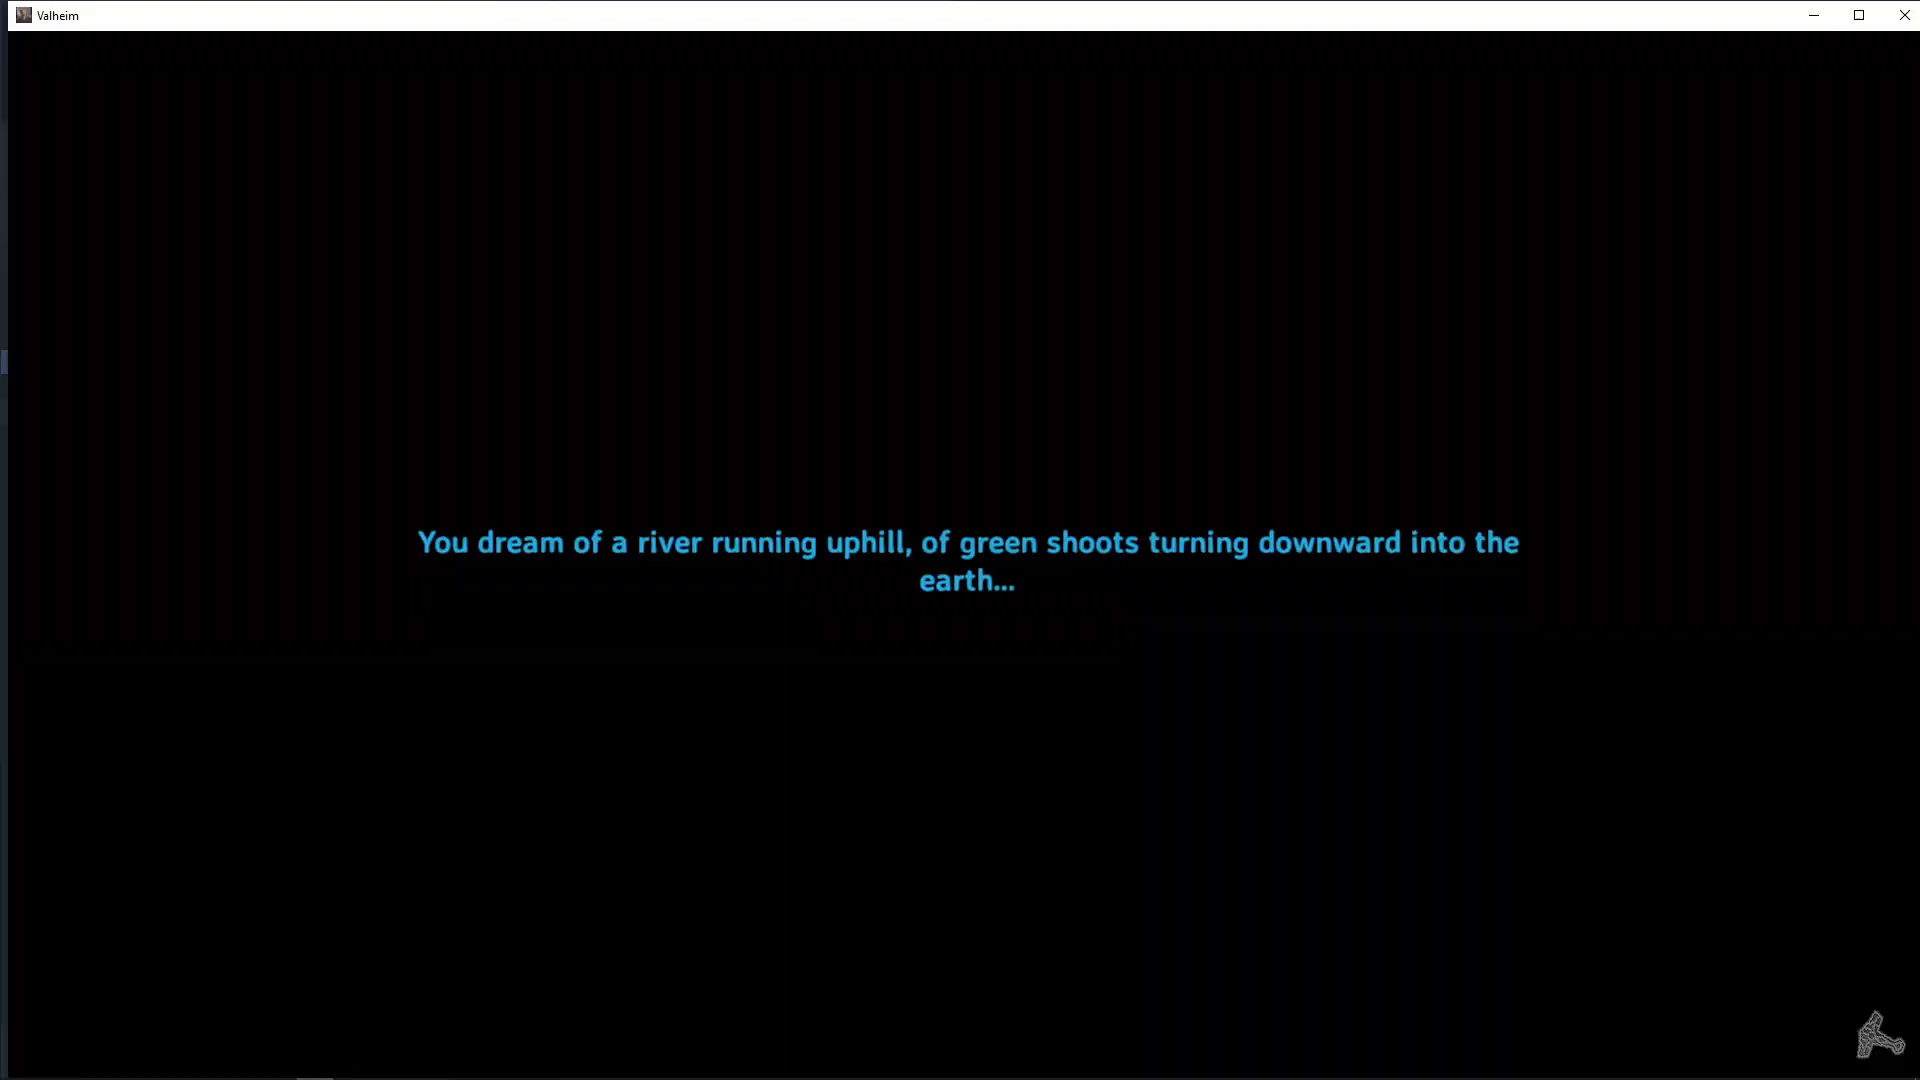 Valheim
You dream of a river running uphill, of green shoots turning downward into the
earth...